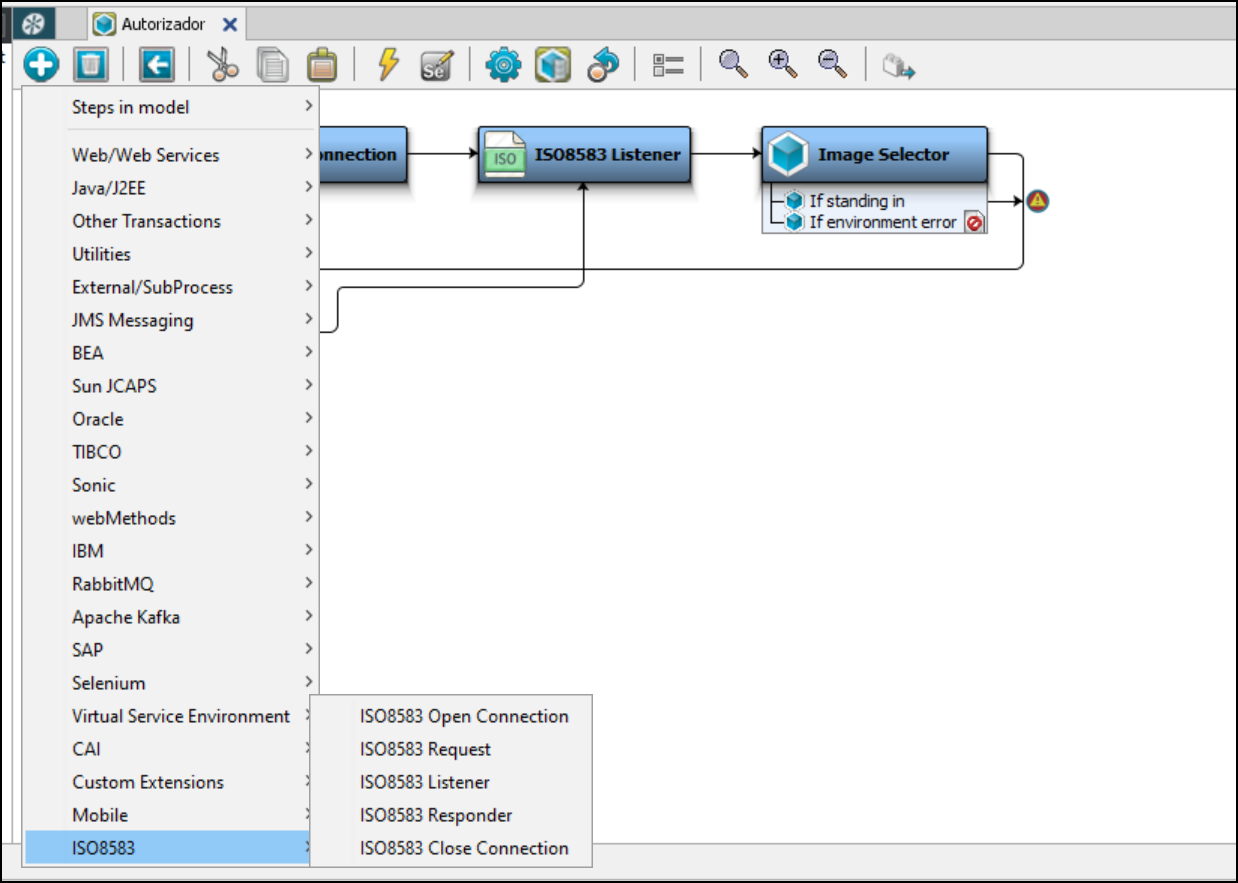 Autorizador
Se
Steps in model
Web/Web Services
Java/J2EE
Other Transactions
Utilities
External/SubProcess
JMS Messaging
BEA
Sun JCAPS
Oracle
TIBCO
Sonic
webMethods
IBM
RabbitMQ
Apache Kafka
SAP
Selenium
Virtual Service Environment
CAI
Custom Extensions
Mobile
ISO8583
ISO8583 Open Connection
ISO8583 Request
ISO8583 Listener
ISO8583 Responder
ISO8583 Close Connection
nnection
ISO
ISO8583 Listener
Image Selector
If standing in
If environment error